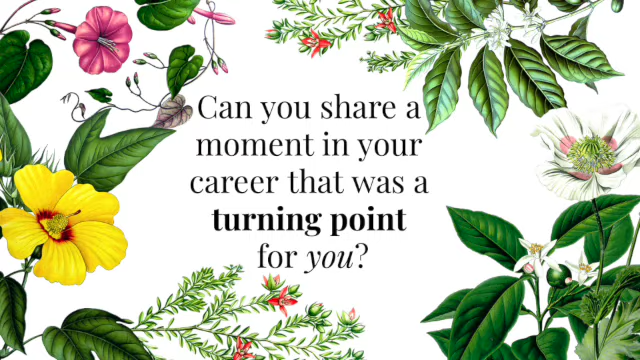 Can you share a
moment in your
career that was a
turning point
for you?